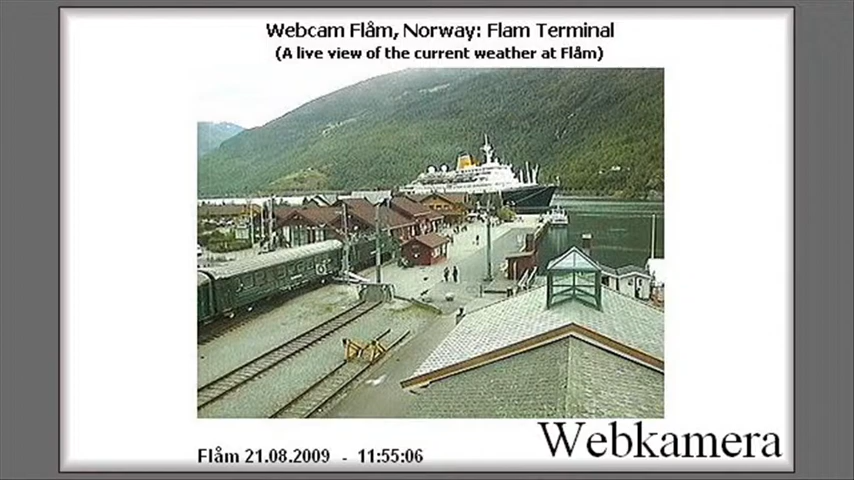 Webcam Flåm, Norway: Flam Terminal
(A live view of the current weather at Flåm)
Flåm 21.08.2009 - 11:55:06
Webkamera